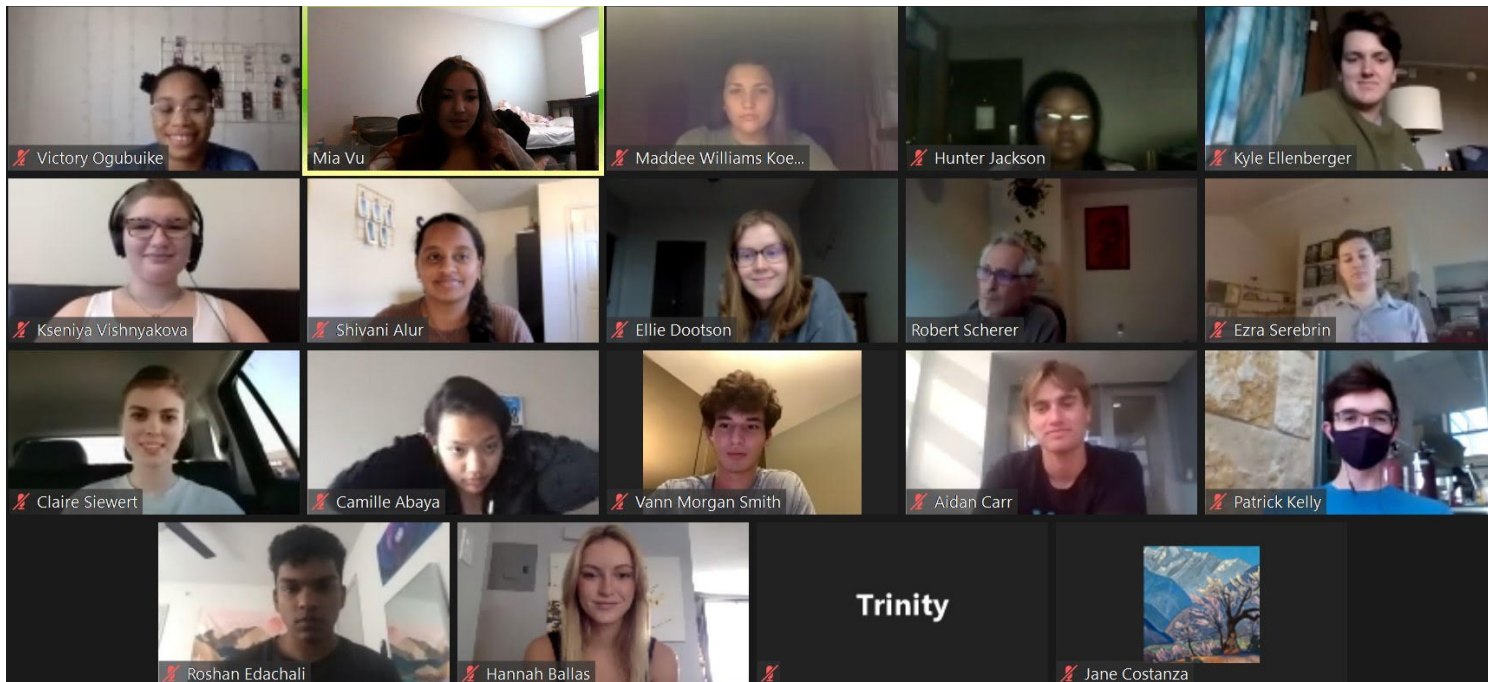 Victory Ogubuike
Mia Vu
Maddee Williams Koe...
Hunter Jackson
Kyle Ellenberger
Kseniya Vishnyakova
Shivani Alur
Ellie Dootson
Robert Scherer
Ezra Serebrin
Claire Siewert
Camille Abaya
Vann Morgan Smith
Aidan Carr
Patrick Kelly
Roshan Edachali
Hannah Ballas
Trinity
Jane Costanza